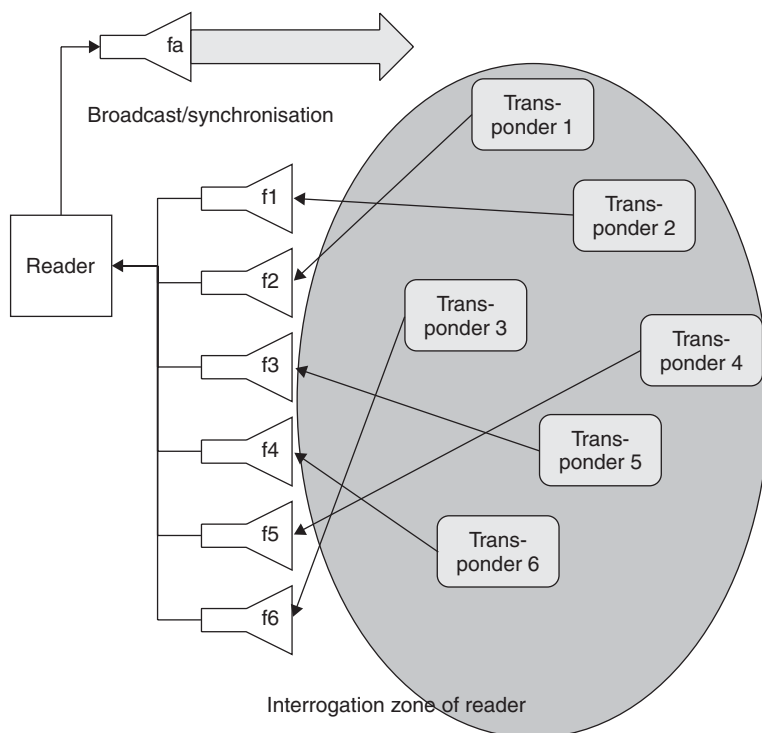 fa
Broadcast/synchronisation
Trans-
ponder 1
f1
Trans-
ponder 2
Reader
f2
Trans-
ponder 3
f3
Trans-
ponder 4
f4
Trans-
ponder 5
f5
Trans-
ponder 6
f6
Interrogation zone of reader